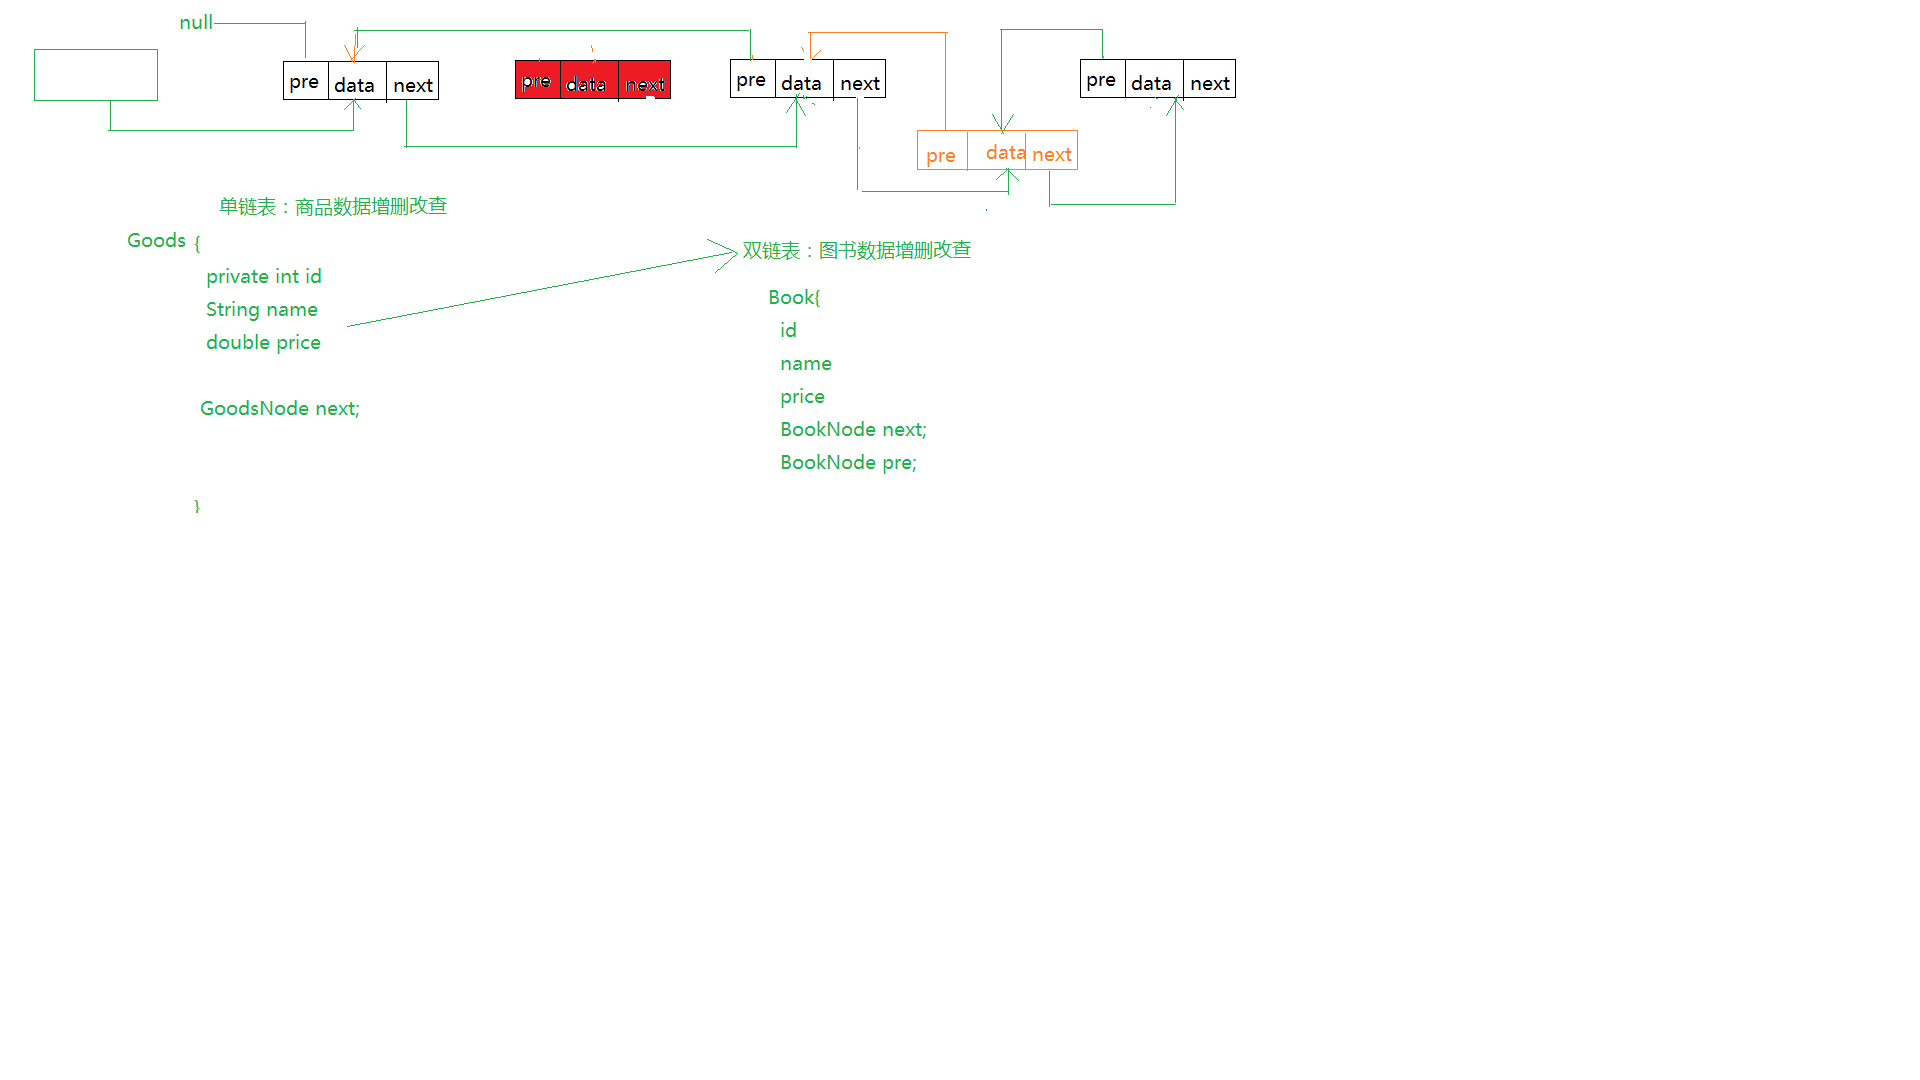 null
pre data next
pre data next
pre data next
pre data next
pre data next
单链表：商品数据增删改查
Goods {
private int id
String name
double price
GoodsNode next;
}
双链表：图书数据增删改查
Book{
id
name
price
BookNode next;
BookNode pre;